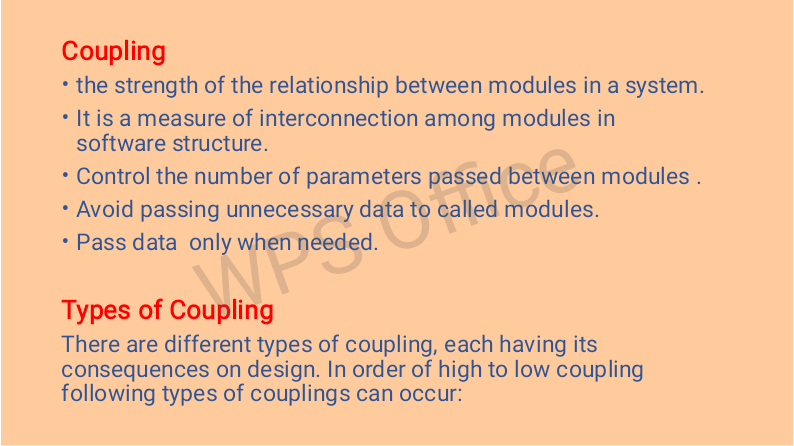 Coupling
• the strength of the relationship between modules in a system.
• It is a measure of interconnection among modules in
software structure.
• Control the number of parameters passed between modules .
• Avoid passing unnecessary data to called modules.
• Pass data  only when needed.
WPS Office
Types of Coupling
There are different types of coupling, each having its
consequences on design. In order of high to low coupling
following types of couplings can occur: